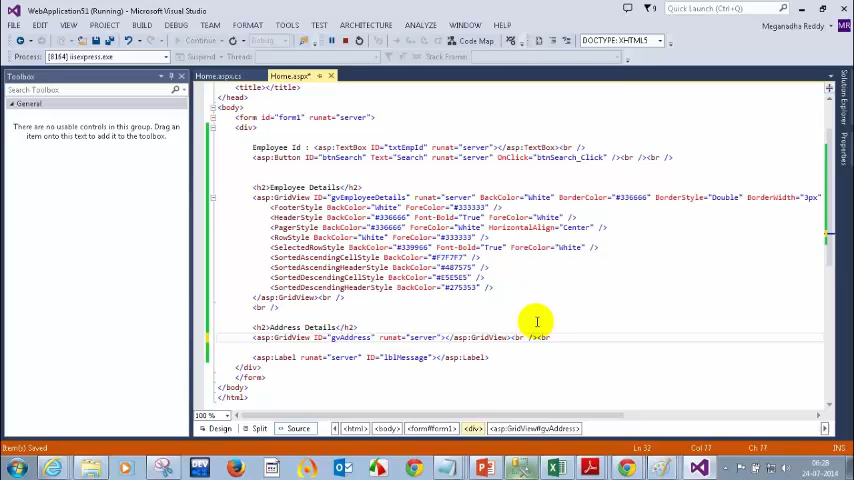 WebApplication51 (Running) - Microsoft Visual Studio
9
Quick Launch (Ctrl+Q)
FILE EDIT VIEW PROJECT BUILD DEBUG TEAM FORMAT TOOLS TEST ARCHITECTURE ANALYZE WINDOW HELP
Meganadha Reddy MR
Continue Code Map DOCTYPE: XHTML5
Process: [8164] iisexpress.exe Suspend Thread: Stack Frame:
Toolbox
Home.aspx.cs Home.aspx*
Search Toolbox
General
There are no usable controls in this group. Drag an item onto this text to add it to the toolbox.
<title></title>
</head>
<body>
<form id="form1" runat="server">
<div>
Employee Id : <asp:TextBox ID="txtEmpId" runat="server"></asp:TextBox><br />
<asp:Button ID="btnSearch" Text="Search" runat="server" OnClick="btnSearch_Click" /><br /><br />
<h2>Employee Details</h2>
<asp:GridView ID="gvEmployeeDetails" runat="server" BackColor="White" BorderColor="#336666" BorderStyle="Double" BorderWidth="3px"
<FooterStyle BackColor="White" ForeColor="#333333" />
<HeaderStyle BackColor="#336666" Font-Bold="True" ForeColor="White" />
<PagerStyle BackColor="#336666" ForeColor="White" HorizontalAlign="Center" />
<RowStyle BackColor="White" ForeColor="#333333" />
<SelectedRowStyle BackColor="#339966" Font-Bold="True" ForeColor="White" />
<SortedAscendingCellStyle BackColor="#F7F7F7" />
<SortedAscendingHeaderStyle BackColor="#487575" />
<SortedDescendingCellStyle BackColor="#E5E5E5" />
<SortedDescendingHeaderStyle BackColor="#275353" />
</asp:GridView><br />
<br />
<h2>Address Details</h2>
<asp:GridView ID="gvAddress" runat="server"></asp:GridView><br /><br
<asp:Label runat="server" ID="lblMessage"></asp:Label>
</div>
</form>
</body>
</html>
Solution Explorer
Properties
100 %
Design Split Source <html> <body> <form#form1> <div> <asp:GridView#gvAddress>
Item(s) Saved Ln 32 Col 77 Ch 77 INS
DEV
06:28
24-07-2014